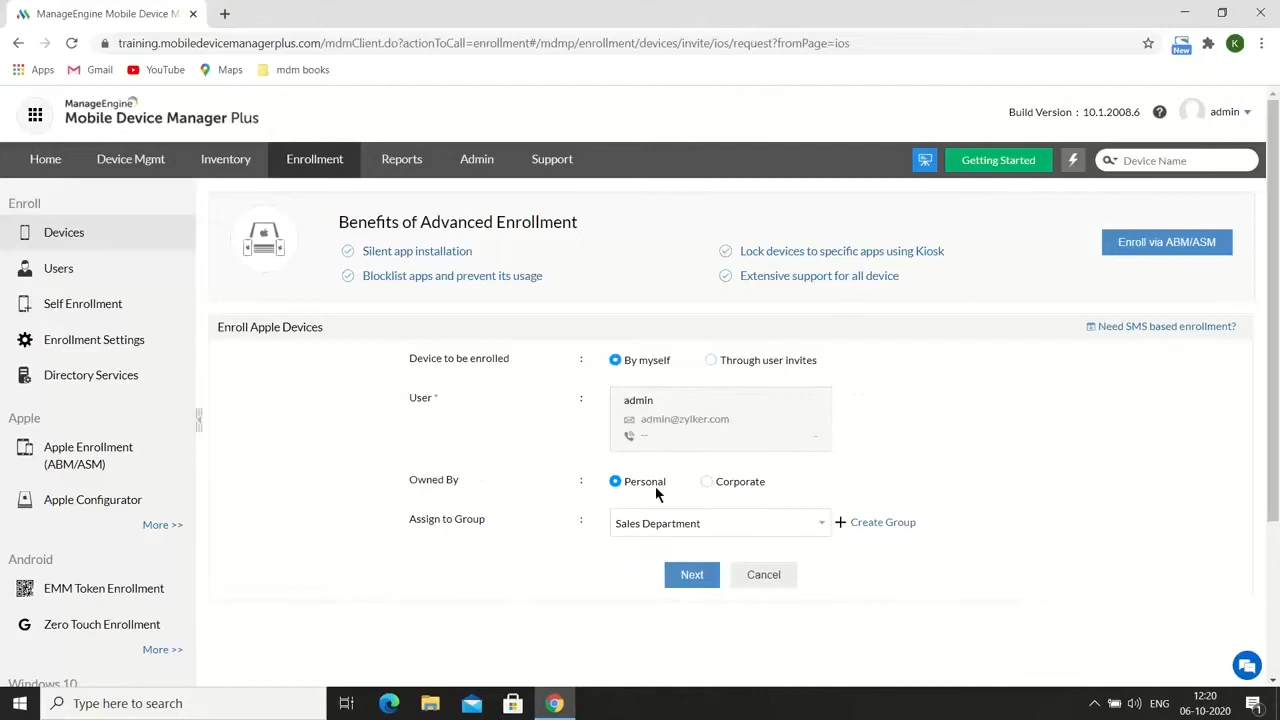 ManageEngine Mobile Device M
training.mobiledevicemanagerplus.com/mdmClient.do?actionToCall=enrollment#/mdmp/enrollment/devices/invite/ios/request?fromPage=ios
New
K
Apps
Gmail
YouTube
Maps
mdm books
ManageEngine
Mobile Device Manager Plus
Build Version : 10.1.2008.6
admin
Home
Device Mgmt
Inventory
Enrollment
Reports
Admin
Support
Getting Started
Device Name
Enroll
Devices
Users
Self Enrollment
Enrollment Settings
Directory Services
Apple
Apple Enrollment
(ABM/ASM)
Apple Configurator
More >>
Android
EMM Token Enrollment
Zero Touch Enrollment
More >>
Windows 10
Benefits of Advanced Enrollment
Silent app installation
Lock devices to specific apps using Kiosk
Blocklist apps and prevent its usage
Extensive support for all device
Enroll via ABM/ASM
Enroll Apple Devices
Need SMS based enrollment?
Device to be enrolled : By myself Through user invites
User * :
admin
admin@zylker.com
--
-
Owned By : Personal Corporate
Assign to Group : Sales Department + Create Group
Next
Cancel
Type here to search
ENG
12:20
06-10-2020
1